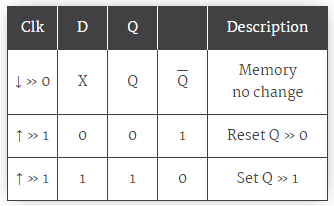 Clk D Q Description
↓ » 0 X Q Q̅ Memory
no change
↑ » 1 0 0 1 Reset Q » 0
↑ » 1 1 1 0 Set Q » 1